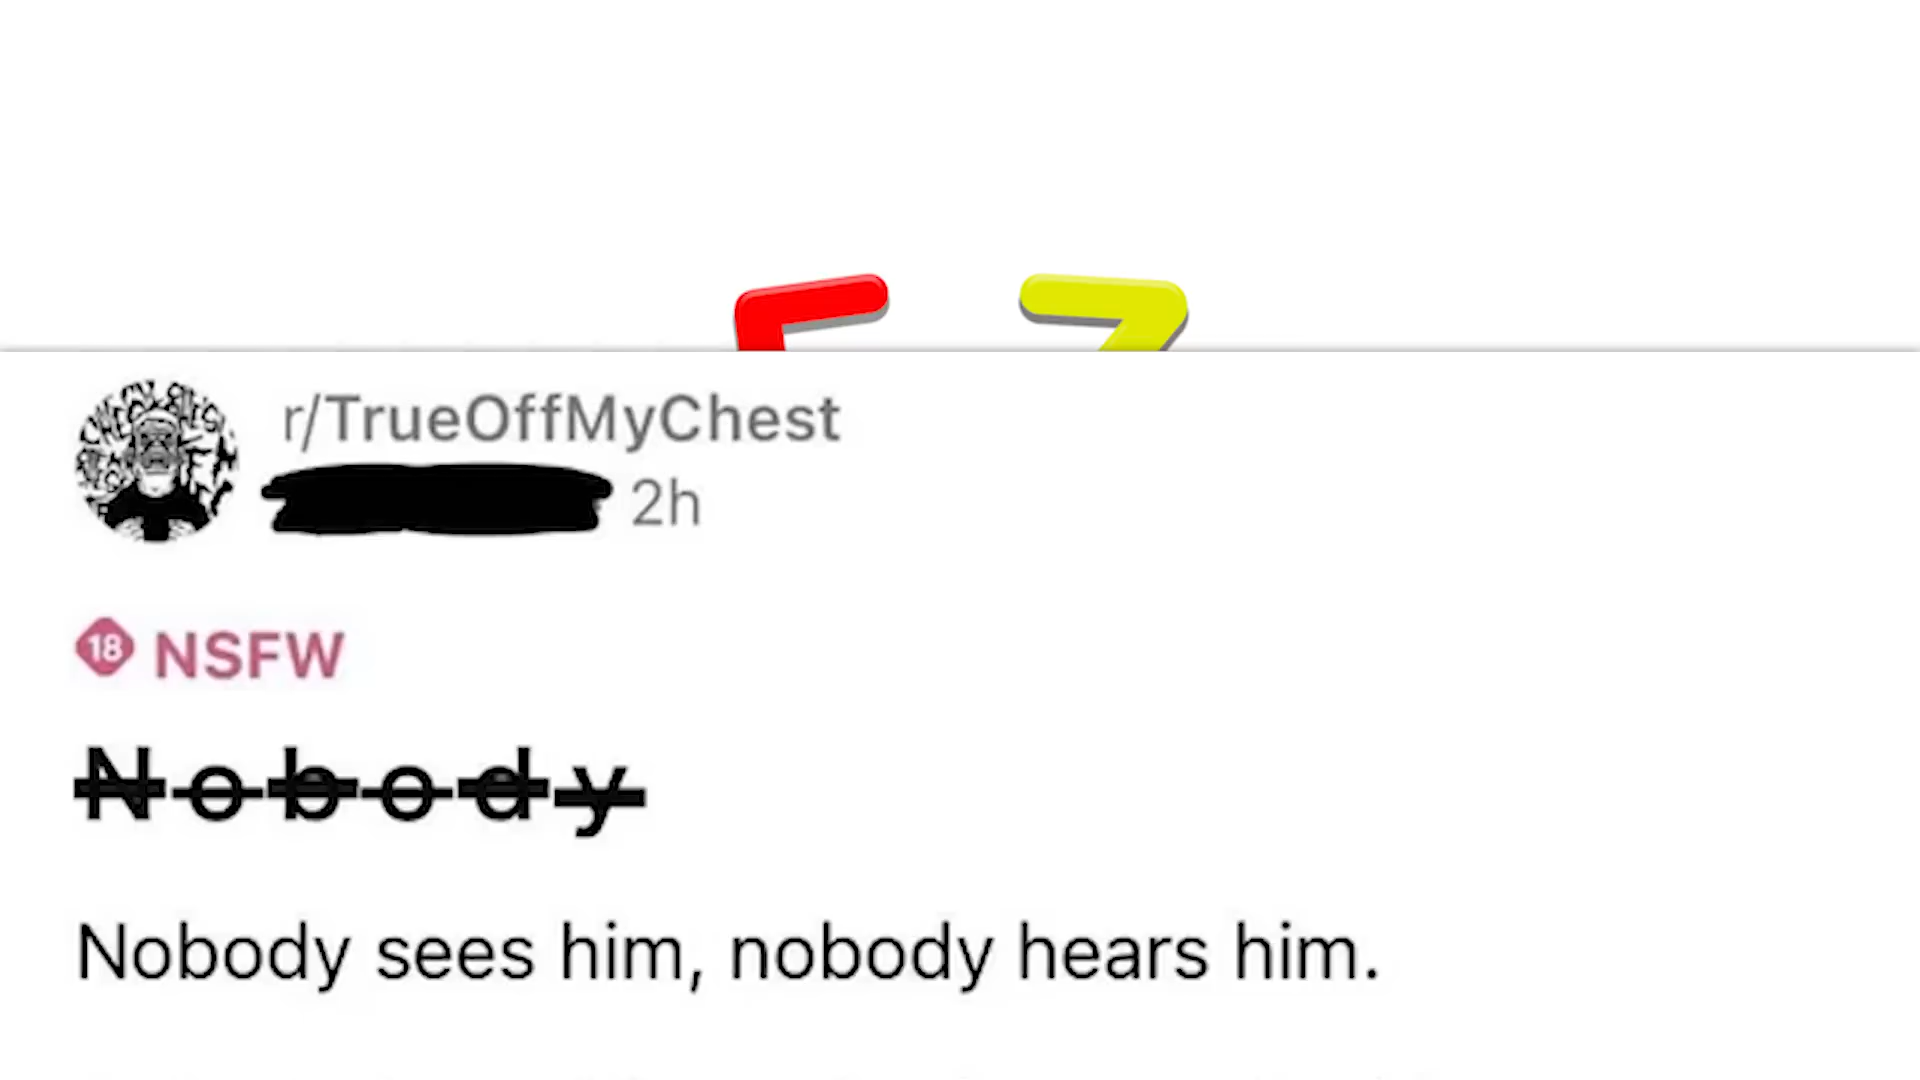 r/TrueOffMyChest
2h
18 NSFW
Nobody
Nobody sees him, nobody hears him.